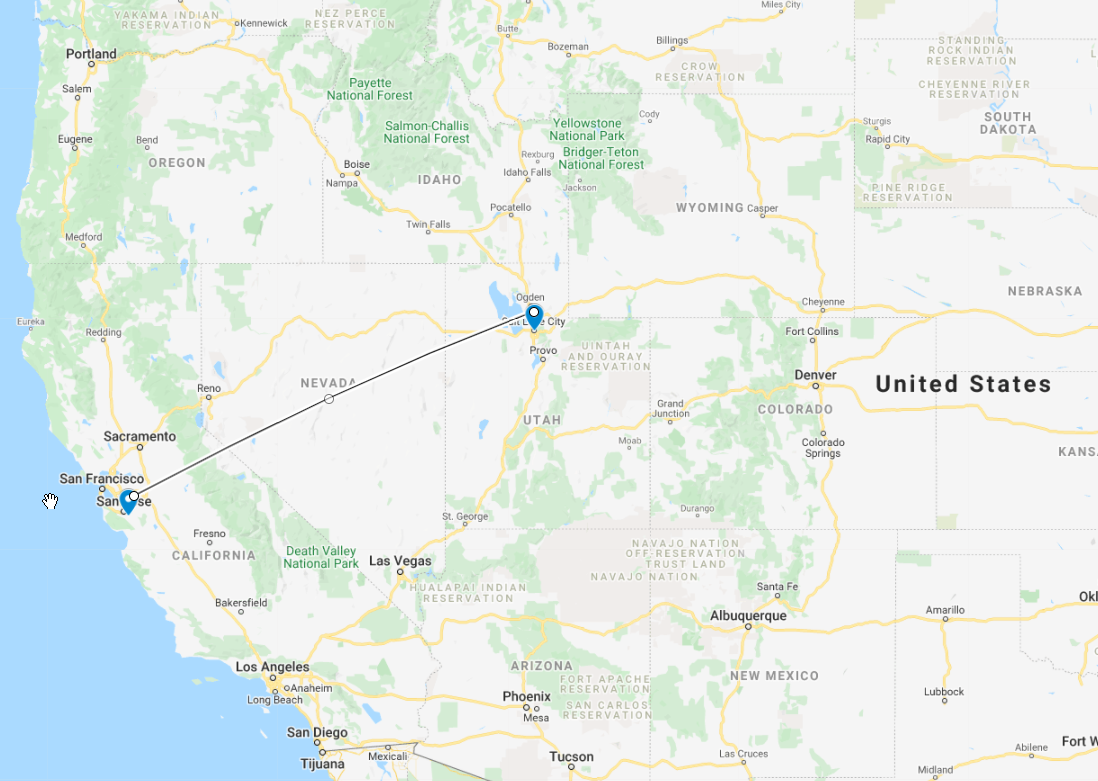 YAKAMA INDIAN
RESERVATION
Kennewick
NEZ PERCE
RESERVATION
Miles City
Butte
Bozeman
Billings
STANDING
ROCK INDIAN
RESERVATION
Portland
CROW
RESERVATION
Salem
Payette
National Forest
CHEYENNE RIVER
RESERVATION
Salmon-Challis
National Forest
Yellowstone
National Park
Cody
Sturgis
SOUTH
DAKOTA
Eugene
Bend
Rapid City
OREGON
Boise
Rexburg
Bridger-Teton
National Forest
Nampa
IDAHO
Idaho Falls
Jackson
PINE RIDGE
RESERVATION
Pocatello
WYOMING
Casper
Twin Falls
Medford
NEBRASKA
Ogden
Cheyenne
Eureka
Redding
Salt Lake City
Fort Collins
Provo
UINTAH
AND OURAY
RESERVATION
Reno
NEVADA
Denver
United States
Grand
Junction
COLORADO
UTAH
Sacramento
Moab
Colorado
Springs
KANS
San Francisco
San Jose
St. George
Durango
Fresno
CALIFORNIA
Death Valley
National Park
Las Vegas
NAVAJO NATION
OFF-RESERVATION
TRUST LAND
NAVAJO NATION
HUALAPAI INDIAN
RESERVATION
Santa Fe
Bakersfield
Albuquerque
Amarillo
Okl
Los Angeles
Anaheim
Long Beach
ARIZONA
FORT APACHE
RESERVATION
NEW MEXICO
Phoenix
Mesa
SAN CARLOS
RESERVATION
Lubbock
San Diego
Tijuana
Mexicali
Tucson
Las Cruces
Midland
Abilene
Fort W